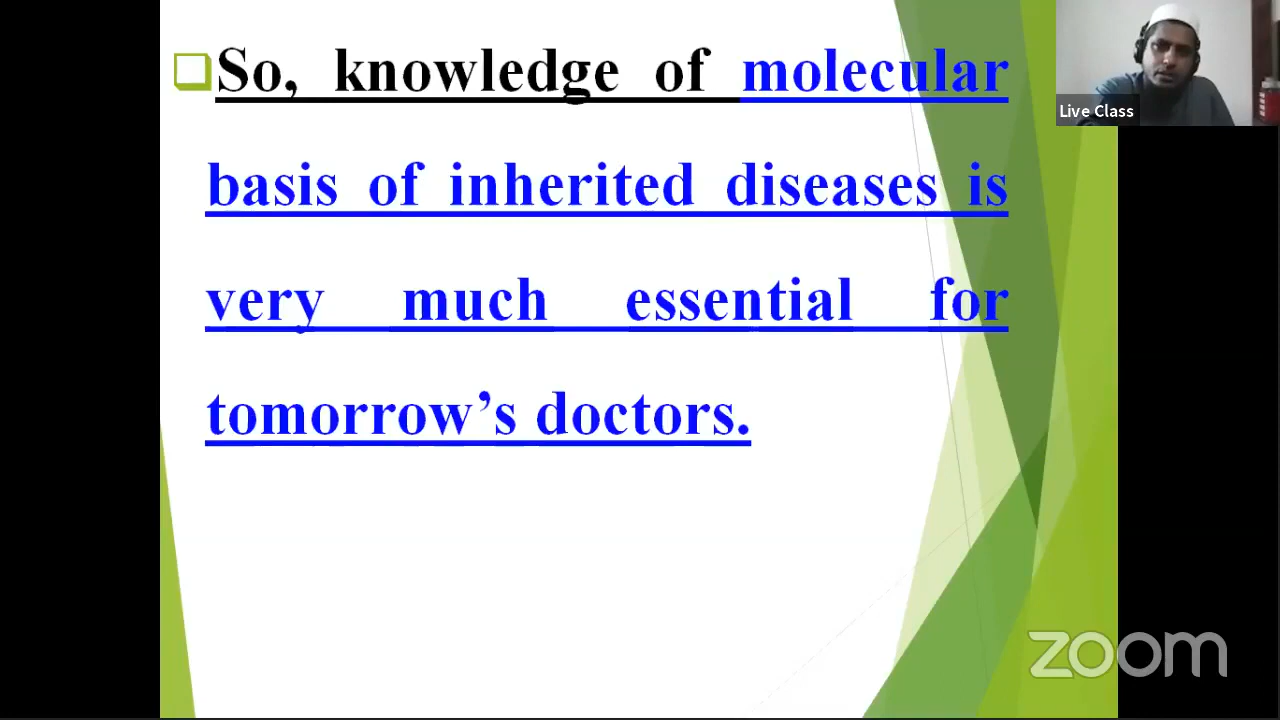 So, knowledge of molecular
basis of inherited diseases is
very much essential for
tomorrow's doctors.
Live Class
zoom